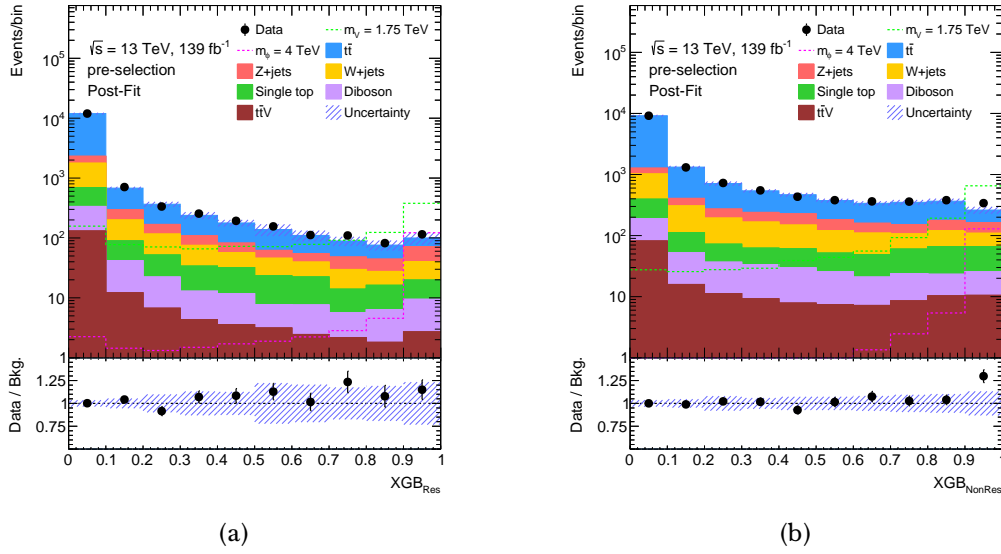 Events/bin
10⁵
10⁴
10³
10²
10
1
√s = 13 TeV, 139 fb⁻¹
pre-selection
Post-Fit
Data
m_V = 1.75 TeV
m_ϕ = 4 TeV
tt̄
Z+jets
W+jets
Single top
Diboson
tt̄V
Uncertainty
Data / Bkg.
1.25
1
0.75
0 0.1 0.2 0.3 0.4 0.5 0.6 0.7 0.8 0.9 1
XGB_Res
(a)
Events/bin
10⁵
10⁴
10³
10²
10
1
√s = 13 TeV, 139 fb⁻¹
pre-selection
Post-Fit
Data
m_V = 1.75 TeV
m_ϕ = 4 TeV
tt̄
Z+jets
W+jets
Single top
Diboson
tt̄V
Uncertainty
Data / Bkg.
1.25
1
0.75
0 0.1 0.2 0.3 0.4 0.5 0.6 0.7 0.8 0.9 1
XGB_NonRes
(b)